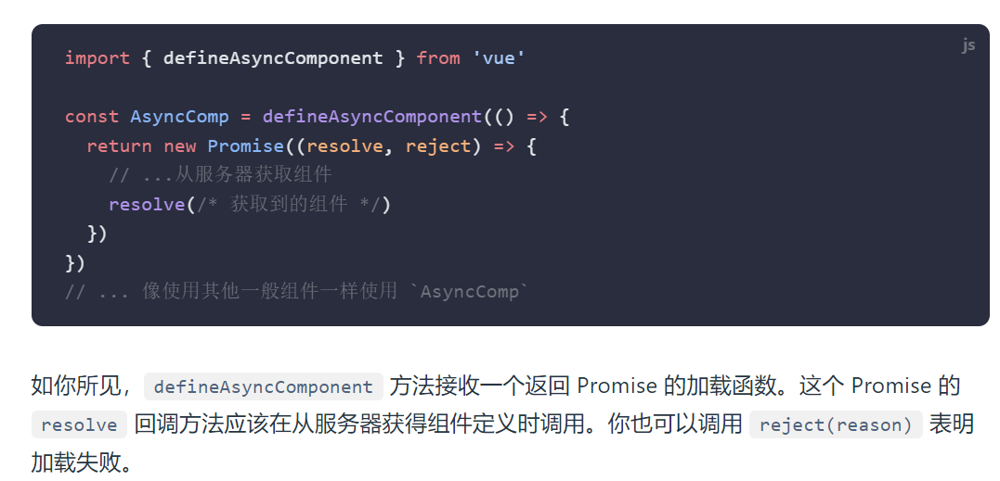 js
import { defineAsyncComponent } from 'vue'
const AsyncComp = defineAsyncComponent(() => {
  return new Promise((resolve, reject) => {
    // ...从服务器获取组件
    resolve(/* 获取到的组件 */)
  })
})
// ... 像使用其他一般组件一样使用 `AsyncComp`
如你所见，defineAsyncComponent 方法接收一个返回 Promise 的加载函数。这个 Promise 的
resolve 回调方法应该在从服务器获得组件定义时调用。你也可以调用 reject(reason) 表明
加载失败。